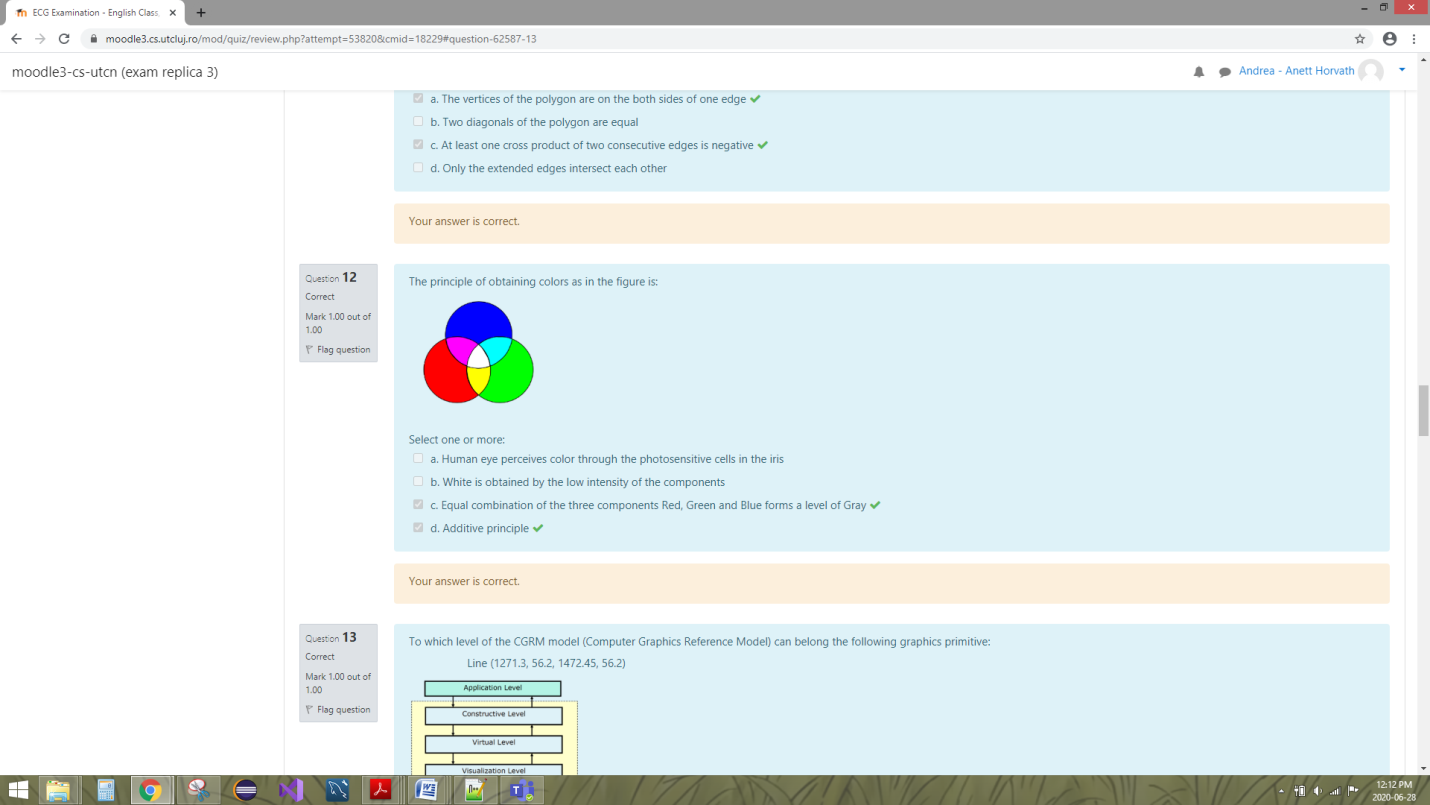 ECG Examination - English Class
moodle3.cs.utcluj.ro/mod/quiz/review.php?attempt=53820&cmid=18229#question-62587-13
moodle3-cs-utcn (exam replica 3)
Andrea - Anett Horvath
a. The vertices of the polygon are on the both sides of one edge
b. Two diagonals of the polygon are equal
c. At least one cross product of two consecutive edges is negative
d. Only the extended edges intersect each other
Your answer is correct.
Question 12
Correct
Mark 1.00 out of
1.00
Flag question
The principle of obtaining colors as in the figure is:
Select one or more:
a. Human eye perceives color through the photosensitive cells in the iris
b. White is obtained by the low intensity of the components
c. Equal combination of the three components Red, Green and Blue forms a level of Gray
d. Additive principle
Your answer is correct.
Question 13
Correct
Mark 1.00 out of
1.00
Flag question
To which level of the CGRM model (Computer Graphics Reference Model) can belong the following graphics primitive:
Line (1271.3, 56.2, 1472.45, 56.2)
Application Level
Constructive Level
Virtual Level
Visualization Level
12:12 PM
2020-06-28